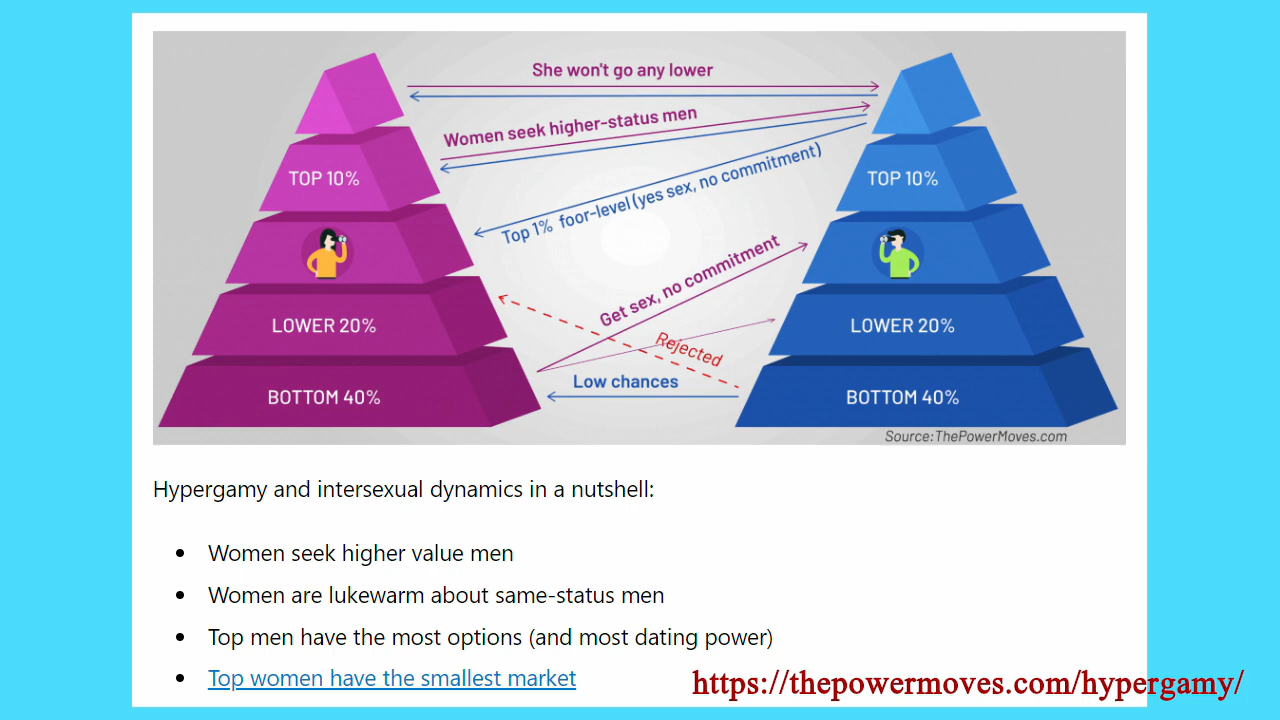 She won't go any lower
Women seek higher-status men
TOP 10%
TOP 10%
Top 1% foor-level (yes sex, no commitment)
Get sex, no commitment
LOWER 20%
LOWER 20%
Rejected
Low chances
BOTTOM 40%
BOTTOM 40%
Source:ThePowerMoves.com
Hypergamy and intersexual dynamics in a nutshell:
• Women seek higher value men
• Women are lukewarm about same-status men
• Top men have the most options (and most dating power)
• Top women have the smallest market
https://thepowermoves.com/hypergamy/